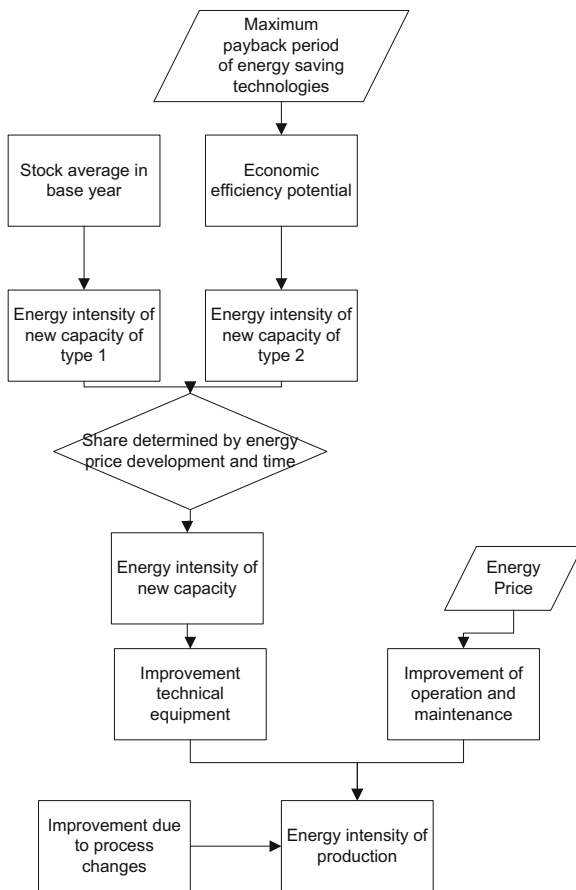 Maximum
payback period
of energy saving
technologies
Stock average in
base year
Economic
efficiency potential
Energy intensity of
new capacity of
type 1
Energy intensity of
new capacity of
type 2
Share determined by energy
price development and time
Energy intensity of
new capacity
Energy
Price
Improvement
technical
equipment
Improvement of
operation and
maintenance
Improvement due
to process
changes
Energy intensity of
production